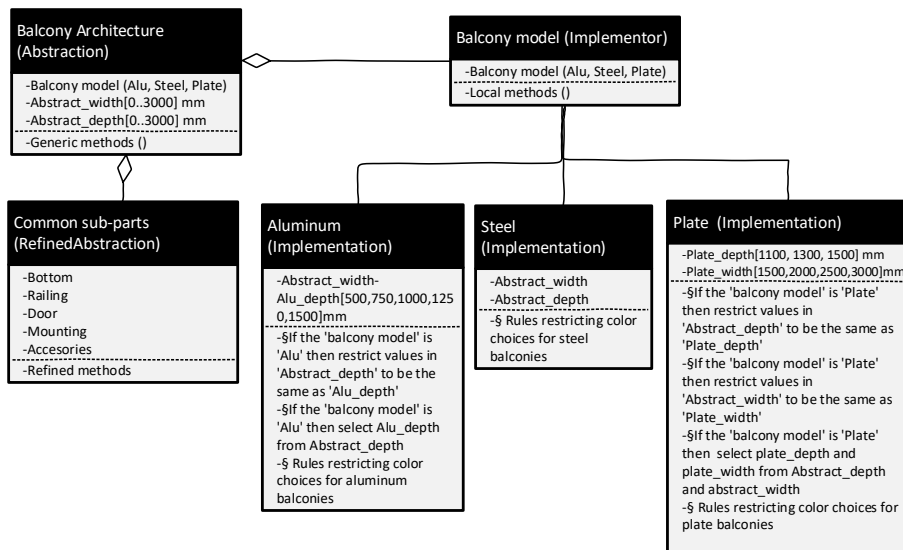 Balcony Architecture
(Abstraction)
-Balcony model (Alu, Steel, Plate)
-Abstract_width[0..3000] mm
-Abstract_depth[0..3000] mm
-Generic methods ()
Balcony model (Implementor)
-Balcony model (Alu, Steel, Plate)
-Local methods ()
Common sub-parts
(RefinedAbstraction)
-Bottom
-Railing
-Door
-Mounting
-Accesories
-Refined methods
Aluminum
(Implementation)
-Abstract_width-
Alu_depth[500,750,1000,125
0,1500]mm
-§If the 'balcony model' is
'Alu' then restrict values in
'Abstract_depth' to be the
same as 'Alu_depth'
-§If the 'balcony model' is
'Alu' then select Alu_depth
from Abstract_depth
-§ Rules restricting color
choices for aluminum
balconies
Steel
(Implementation)
-Abstract_width
-Abstract_depth
-§ Rules restricting color
choices for steel
balconies
Plate (Implementation)
-Plate_depth[1100, 1300, 1500] mm
-Plate_width[1500,2000,2500,3000]mm
-§If the 'balcony model' is 'Plate'
then restrict values in
'Abstract_depth' to be the same as
'Plate_depth'
-§If the 'balcony model' is 'Plate'
then restrict values in
'Abstract_width' to be the same as
'Plate_width'
-§If the 'balcony model' is 'Plate'
then select plate_depth and
plate_width from Abstract_depth
and abstract_width
-§ Rules restricting color choices for
plate balconies